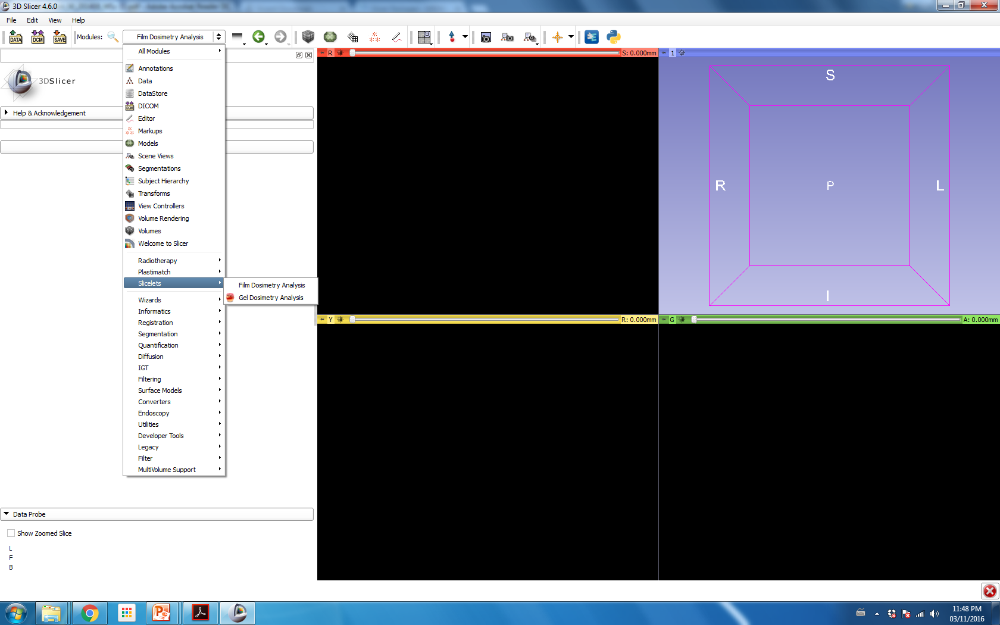 3D Slicer 4.6.0
File Edit View Help
DATA DCM SAVE Modules: Film Dosimetry Analysis
All Modules
Annotations
Data
DataStore
DICOM
Editor
Markups
Models
Scene Views
Segmentations
Subject Hierarchy
Transforms
View Controllers
Volume Rendering
Volumes
Welcome to Slicer
Radiotherapy
Plastimatch
Slicelets
Wizards
Informatics
Registration
Segmentation
Quantification
Diffusion
IGT
Filtering
Surface Models
Converters
Endoscopy
Utilities
Developer Tools
Legacy
Filter
MultiVolume Support
Film Dosimetry Analysis
Gel Dosimetry Analysis
3DSlicer
Help & Acknowledgement
Data Probe
Show Zoomed Slice
L
F
B
R S: 0.000mm
1
S
R P L
I
Y R: 0.000mm
G A: 0.000mm
11:48 PM
03/11/2016